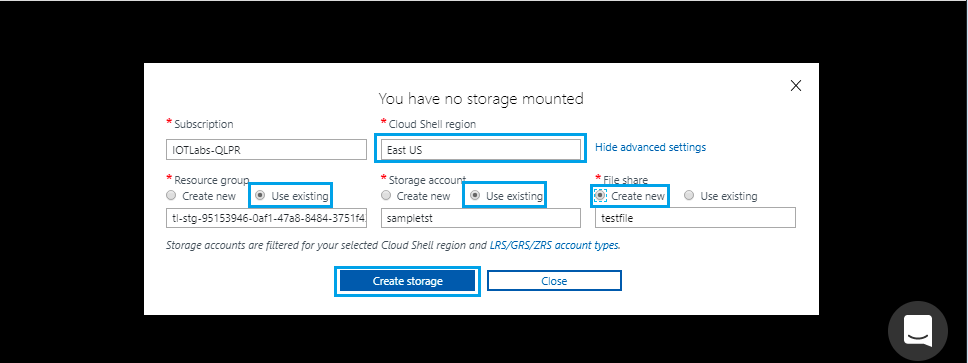 You have no storage mounted
* Subscription
* Cloud Shell region
IOTLabs-QLPR
East US
Hide advanced settings
* Resource group
* Storage account
* File share
Create new
Use existing
Create new
Use existing
Create new
Use existing
tl-stg-95153946-0af1-47a8-8484-3751f4
sampletst
testfile
Storage accounts are filtered for your selected Cloud Shell region and LRS/GRS/ZRS account types.
Create storage
Close